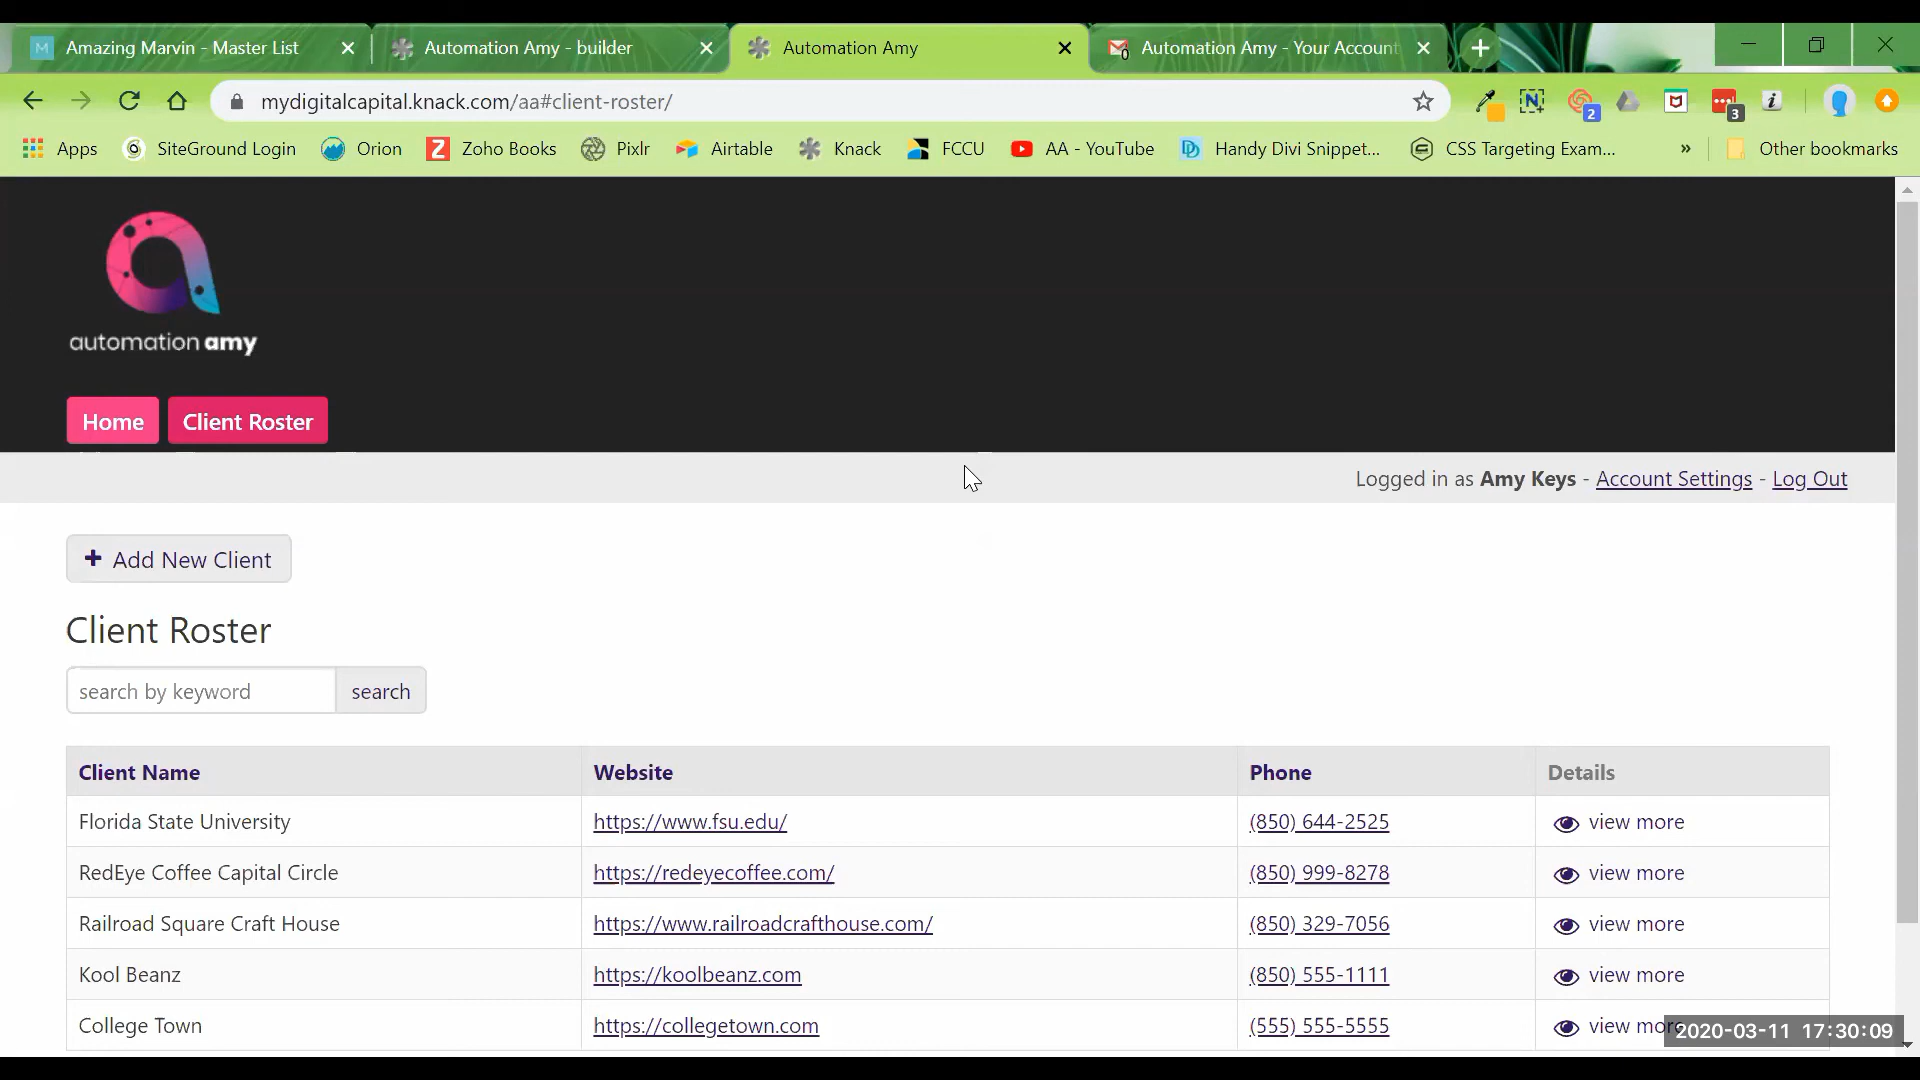 Amazing Marvin - Master List
Automation Amy - builder
Automation Amy
Automation Amy - Your Account
mydigitalcapital.knack.com/aa#client-roster/
2
3
Apps
SiteGround Login
Orion
Zoho Books
Pixlr
Airtable
Knack
FCCU
AA - YouTube
Handy Divi Snippet...
CSS Targeting Exam...
»
Other bookmarks
automation amy
Home
Client Roster
Logged in as Amy Keys - Account Settings - Log Out
+ Add New Client
Client Roster
search by keyword
search
Client Name Website Phone Details
Florida State University https://www.fsu.edu/ (850) 644-2525 view more
RedEye Coffee Capital Circle https://redeyecoffee.com/ (850) 999-8278 view more
Railroad Square Craft House https://www.railroadcrafthouse.com/ (850) 329-7056 view more
Kool Beanz https://koolbeanz.com (850) 555-1111 view more
College Town https://collegetown.com (555) 555-5555 view more
2020-03-11 17:30:09